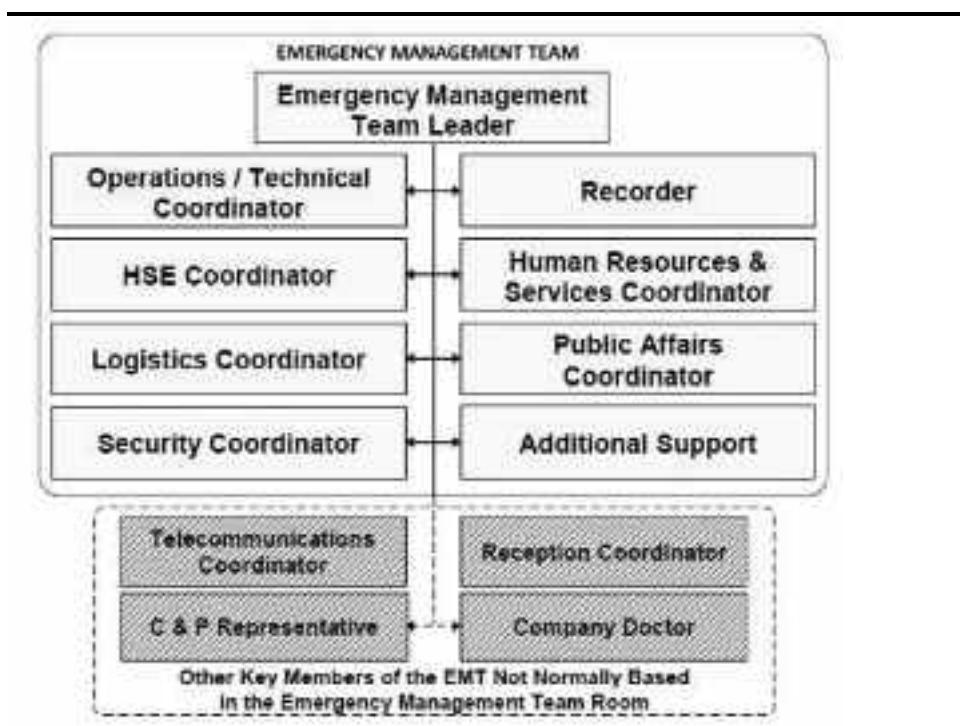 EMERGENCY MANAGEMENT TEAM
Emergency Management
Team Leader
Operations / Technical
Coordinator
Recorder
HSE Coordinator
Human Resources &
Services Coordinator
Logistics Coordinator
Public Affairs
Coordinator
Security Coordinator
Additional Support
Telecommunications
Coordinator
Reception Coordinator
C & P Representative
Company Doctor
Other Key Members of the EMT Not Normally Based
in the Emergency Management Team Room